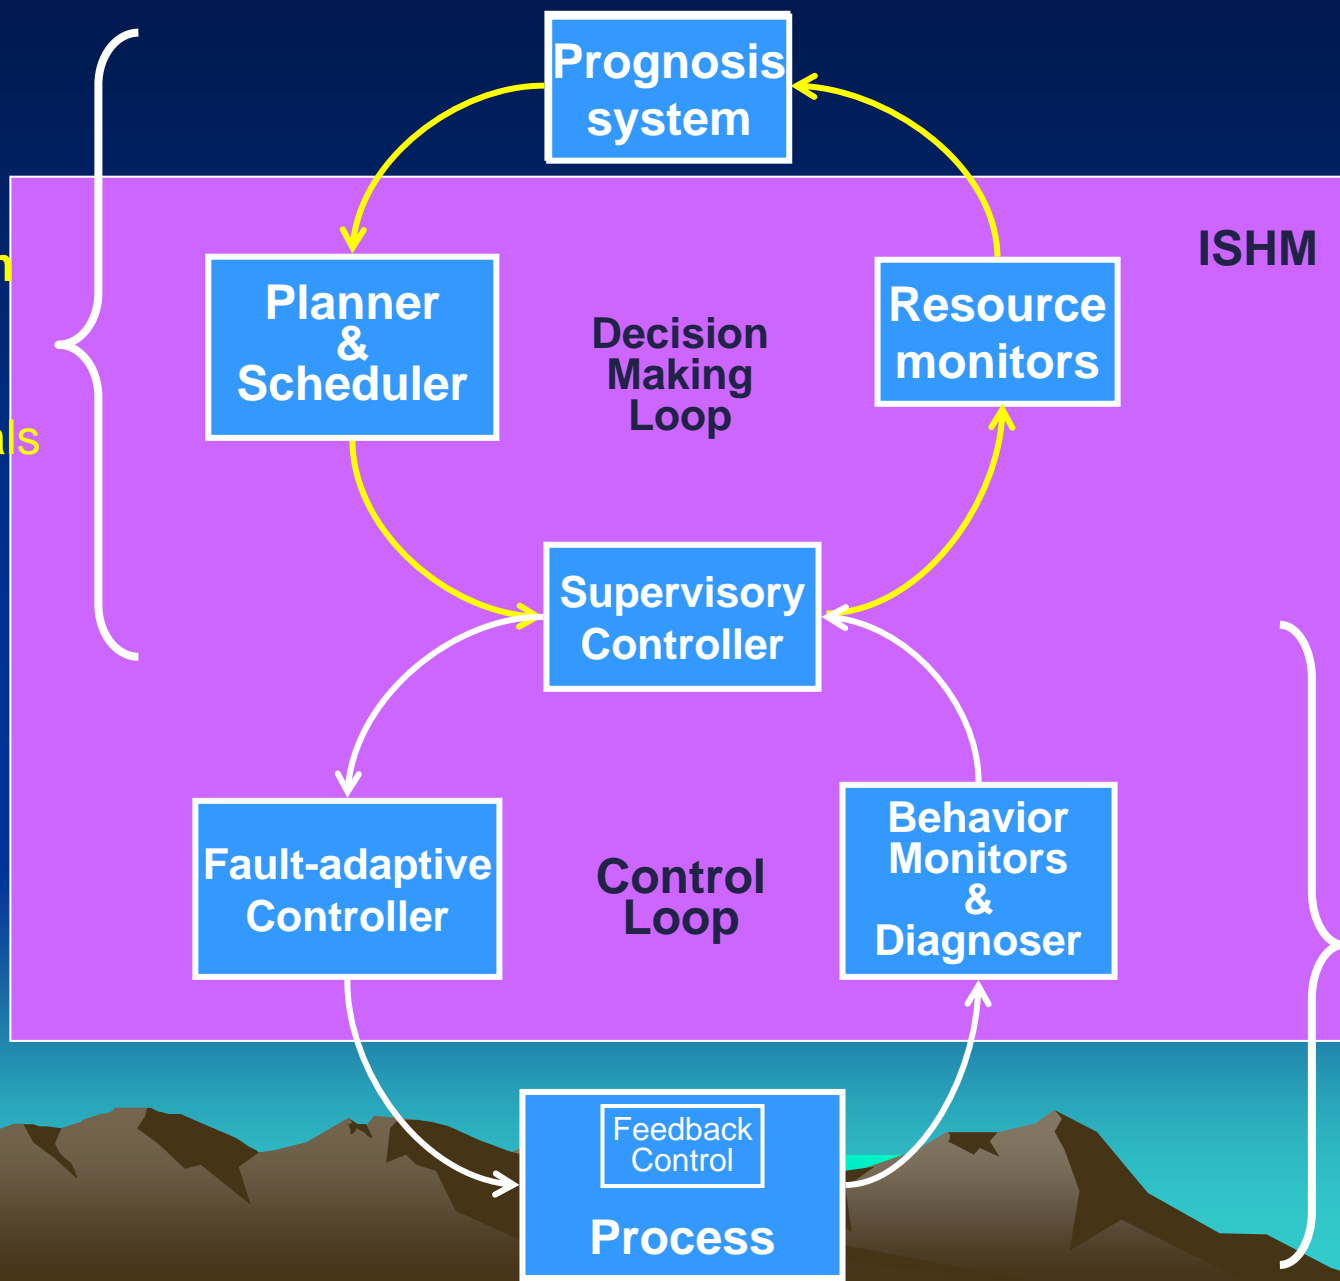 Prognosis
system
ISHM
Planner
&
Scheduler
Decision
Making
Loop
Resource
monitors
Supervisory
Controller
Fault-adaptive
Controller
Control
Loop
Behavior
Monitors
&
Diagnoser
Feedback
Control
Process